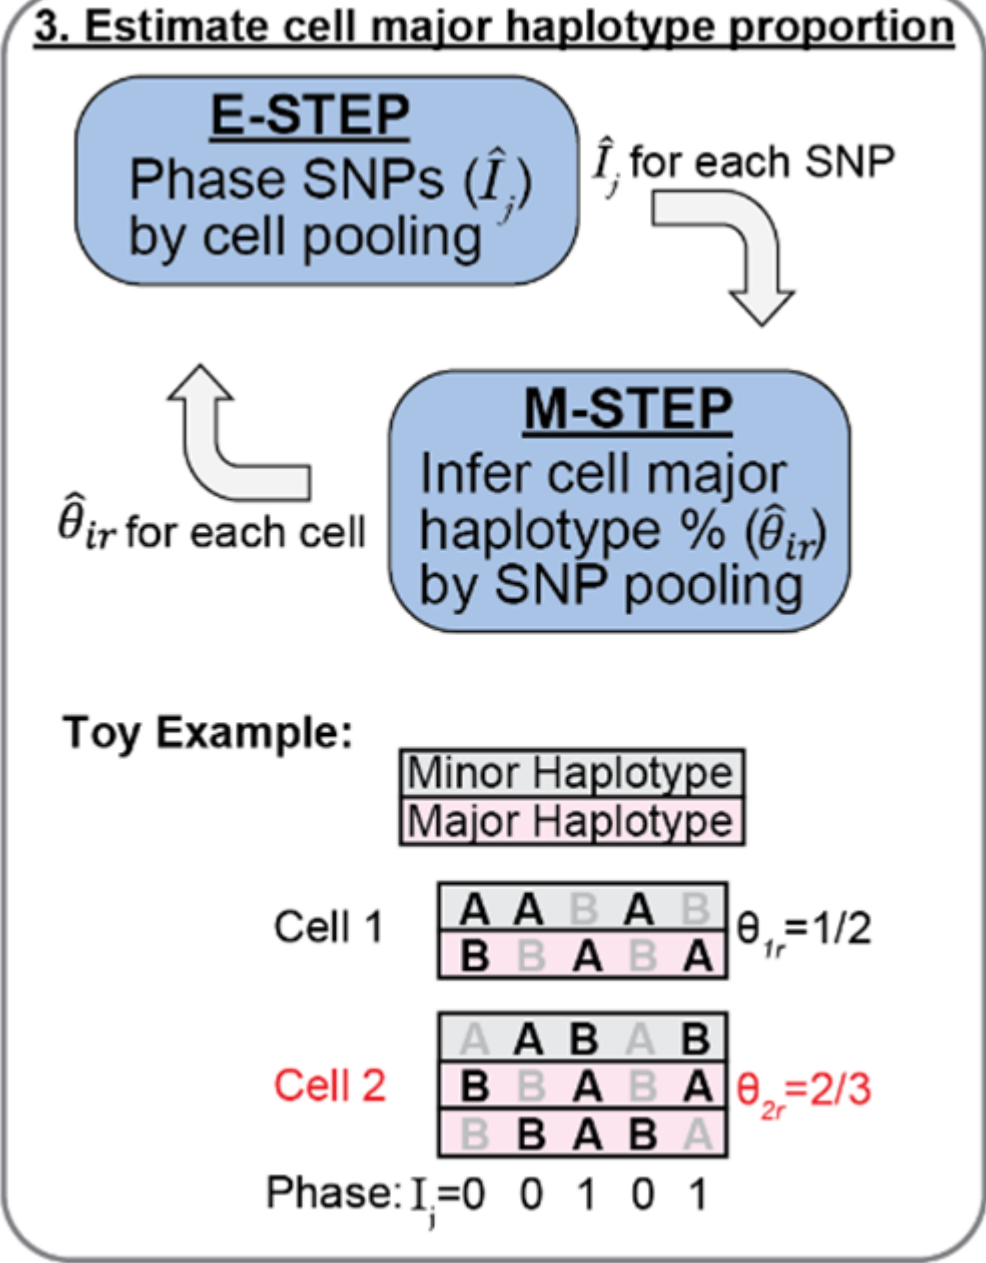 3. Estimate cell major haplotype proportion
E-STEP
Phase SNPs (Î_j)
by cell pooling
Î_j for each SNP
M-STEP
Infer cell major
haplotype % (θ̂_ir)
by SNP pooling
θ̂_ir for each cell
Toy Example:
Minor Haplotype
Major Haplotype
A A B A B
Cell 1 θ_1r=1/2
B B A B A
A A B A B
Cell 2 B B A B A θ_2r=2/3
B B A B A
Phase: I_j=0 0 1 0 1